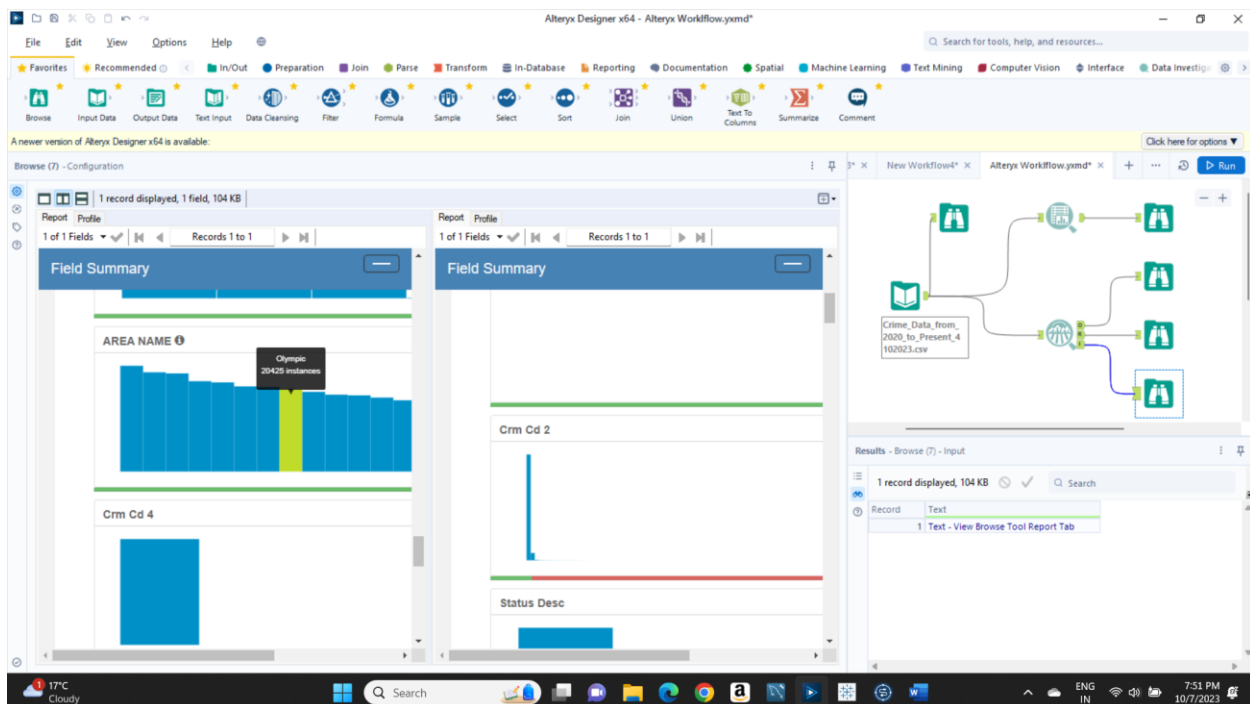 Alteryx Designer x64 - Alteryx Worklflow.yxmd*
File Edit View Options Help
Search for tools, help, and resources...
Favorites Recommended In/Out Preparation Join Parse Transform In-Database Reporting Documentation Spatial Machine Learning Text Mining Computer Vision Interface Data Investiga
Browse Input Data Output Data Text Input Data Cleansing Filter Formula Sample Select Sort Join Union Text To Columns Summarize Comment
A newer version of Alteryx Designer x64 is available:
Click here for options ▼
Browse (7) - Configuration
3* × New Workflow4* × Alteryx Worklflow.yxmd* × + ... Run
1 record displayed, 1 field, 104 KB
Report Profile
1 of 1 Fields Records 1 to 1
Field Summary
AREA NAME
Olympic
20425 instances
Crm Cd 4
Report Profile
1 of 1 Fields Records 1 to 1
Field Summary
Crm Cd 2
Status Desc
Crime_Data_from_
2020_to_Present_4
102023.csv
Results - Browse (7) - Input
1 record displayed, 104 KB
Search
Record Text
1 Text - View Browse Tool Report Tab
1
17°C
Cloudy
Search
ENG
IN
7:51 PM
10/7/2023